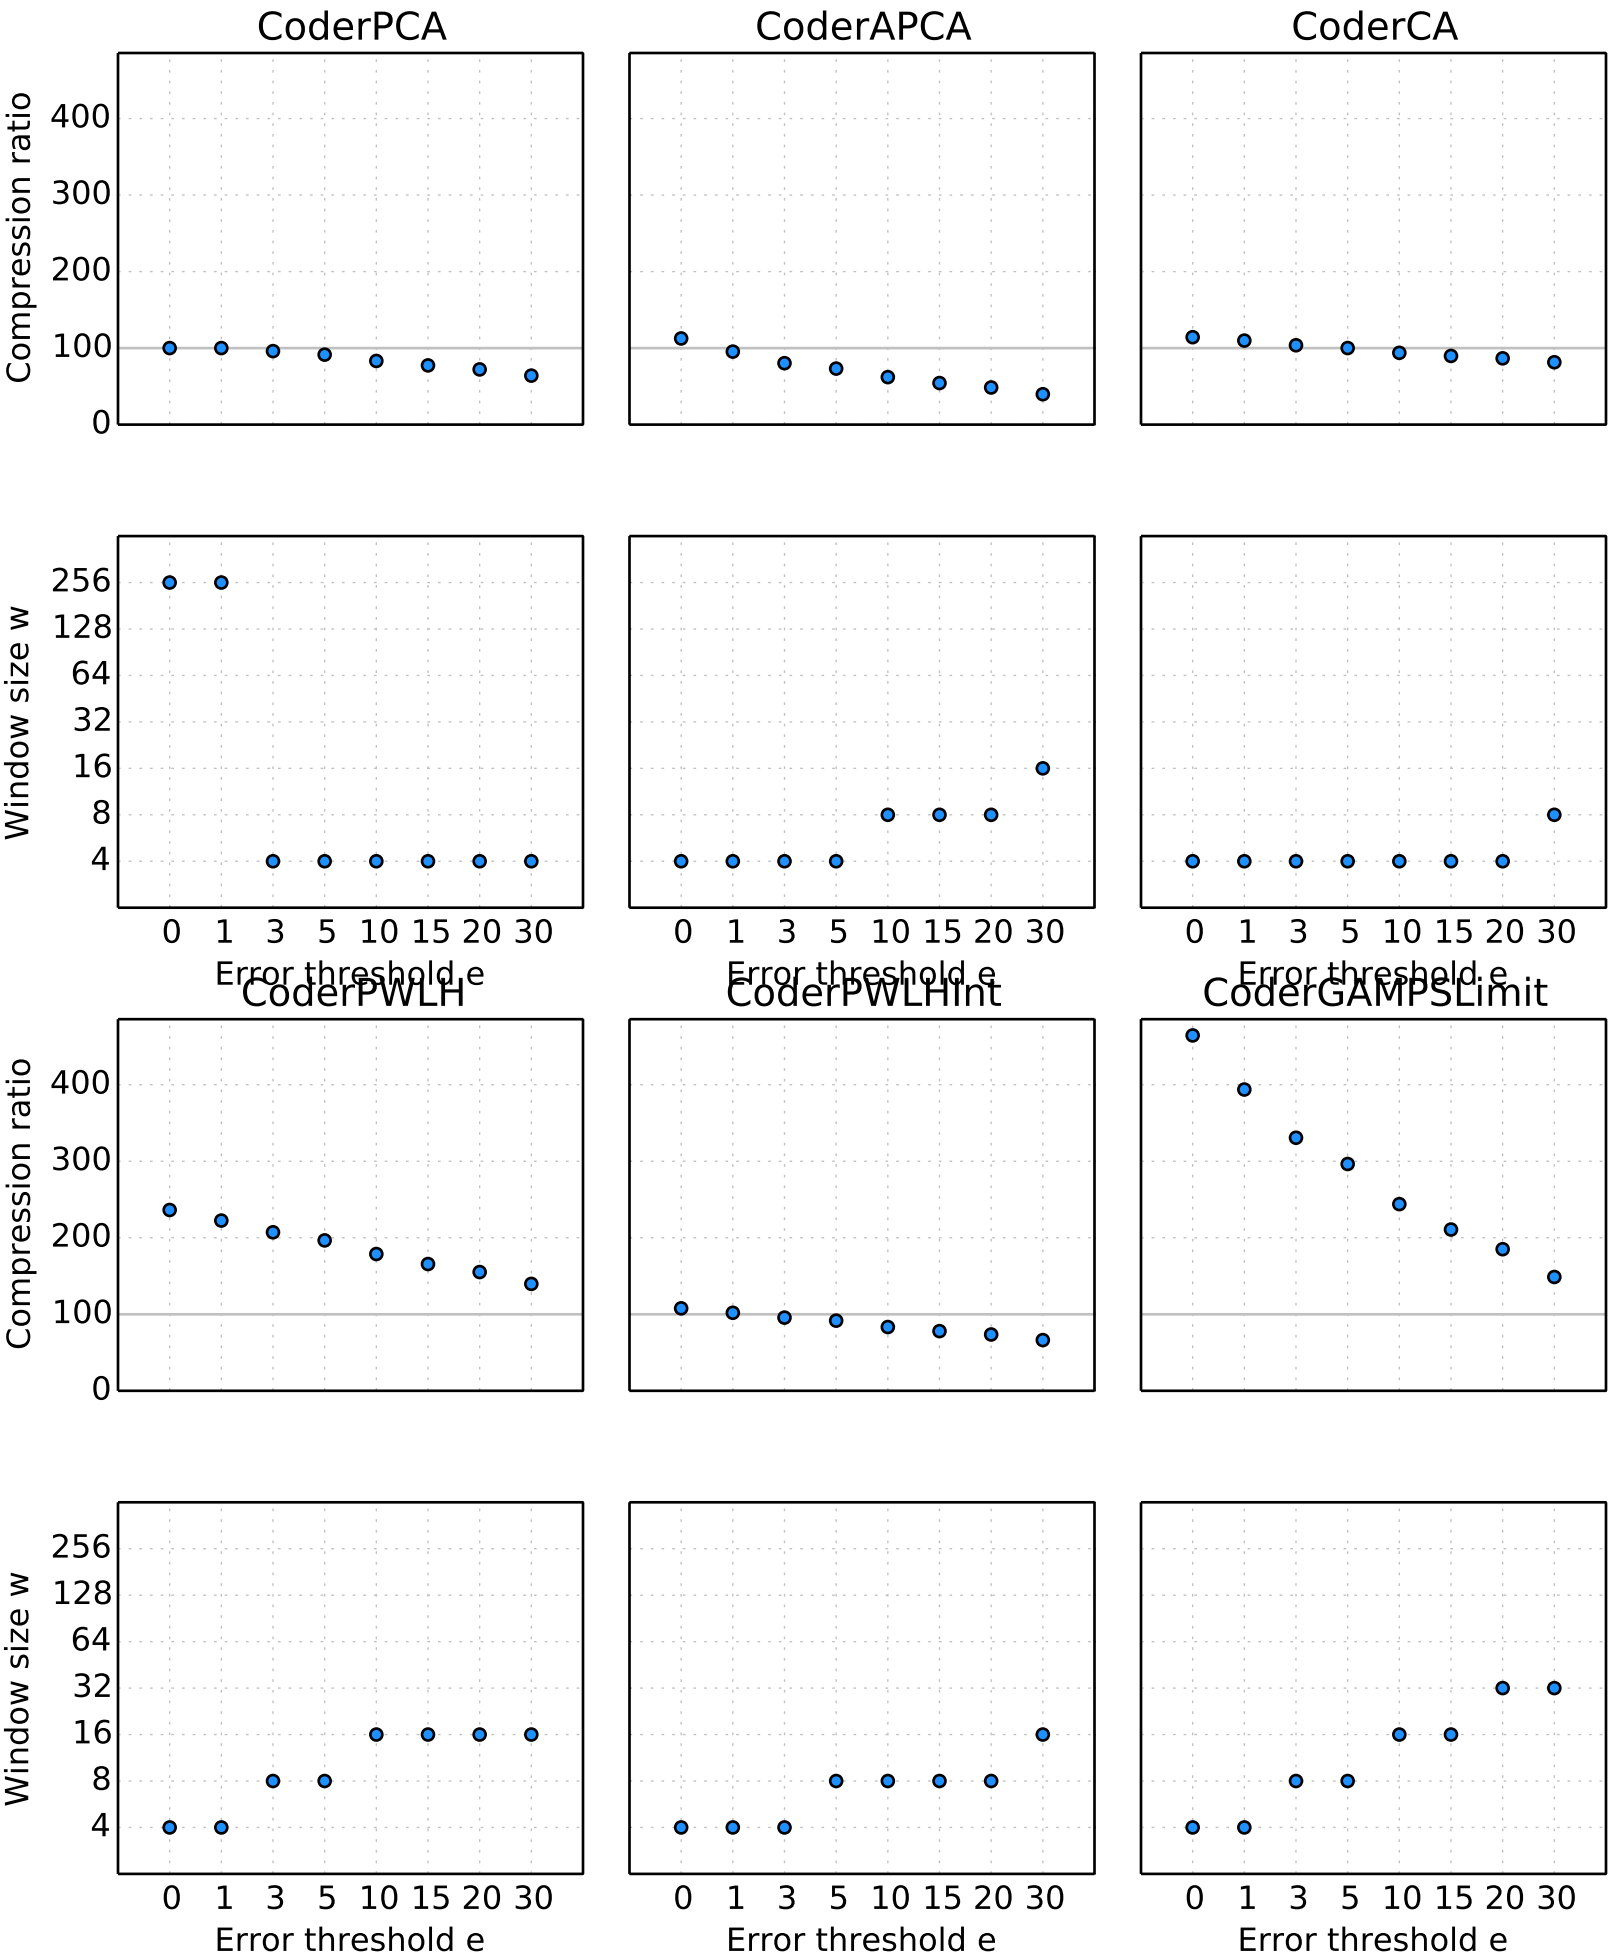 CoderPCA CoderAPCA CoderCA
Compression ratio
400
300
200
100
0
Window size w
256
128
64
32
16
8
4
0 1 3 5 10 15 20 30 0 1 3 5 10 15 20 30 0 1 3 5 10 15 20 30
Error threshold e Error threshold e Error threshold e
CoderPWLH CoderPWLHInt CoderGAMPSLimit
Compression ratio
400
300
200
100
0
Window size w
256
128
64
32
16
8
4
0 1 3 5 10 15 20 30 0 1 3 5 10 15 20 30 0 1 3 5 10 15 20 30
Error threshold e Error threshold e Error threshold e